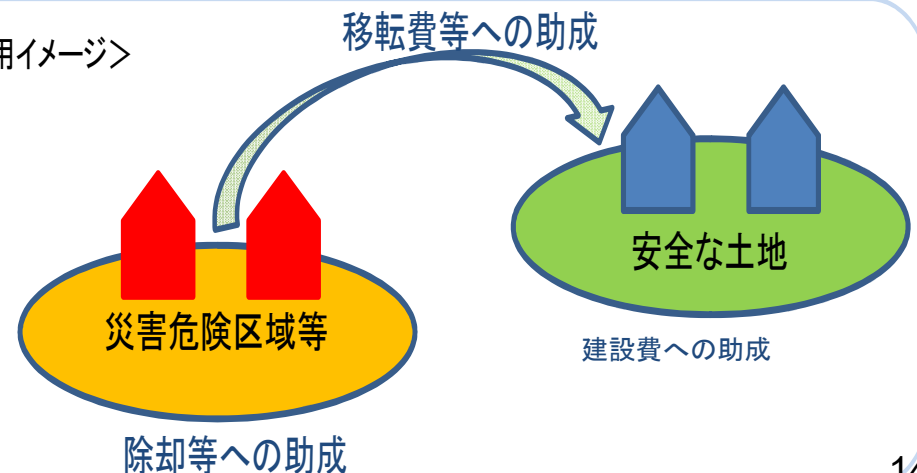 移転費等への助成
用イメージ＞
安全な土地
災害危険区域等
建設費への助成
除却等への助成